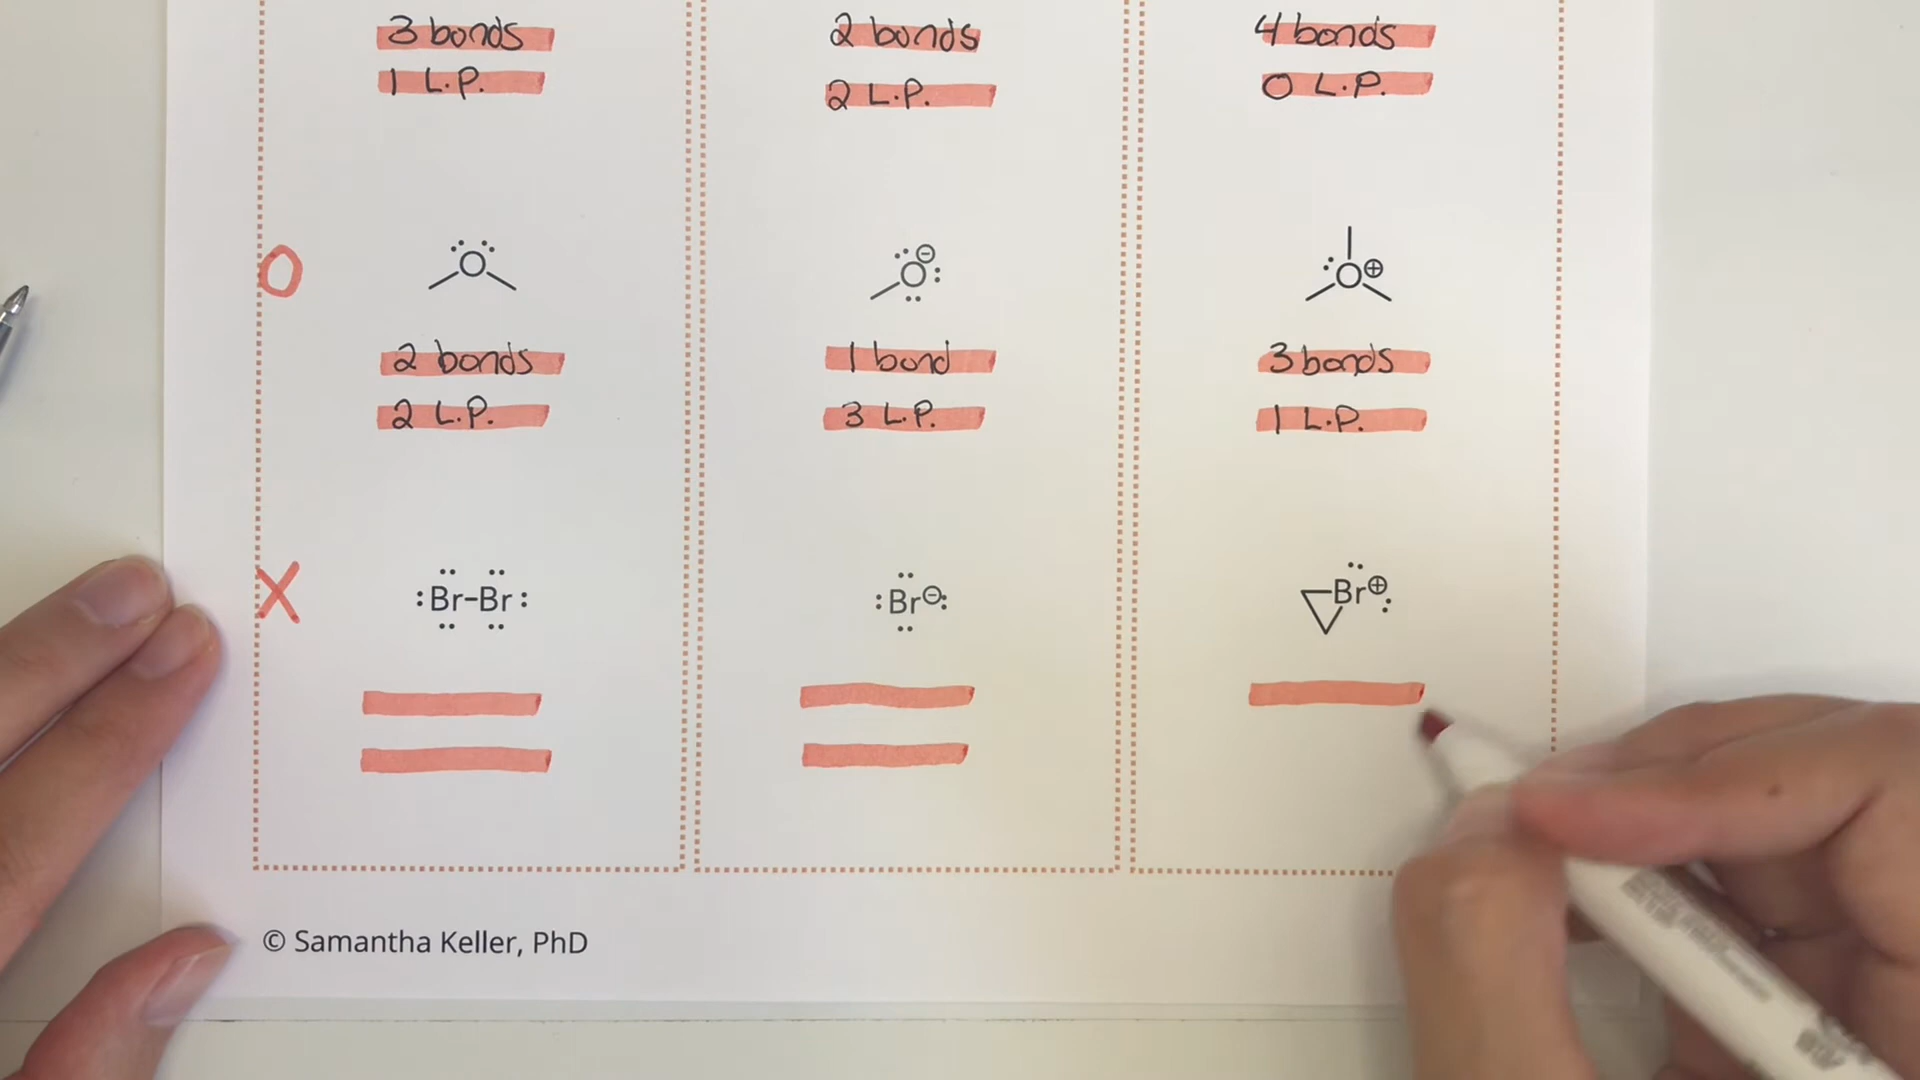 3 bonds
1 L.P.
2 bonds
2 L.P.
4 bonds
0 L.P.
O
:Ö:
:Ö:⊖
:O⊕
2 bonds
2 L.P.
1 bond
3 L.P.
3 bonds
1 L.P.
X
:Br-Br:
:Br⊖:
Br⊕:
© Samantha Keller, PhD